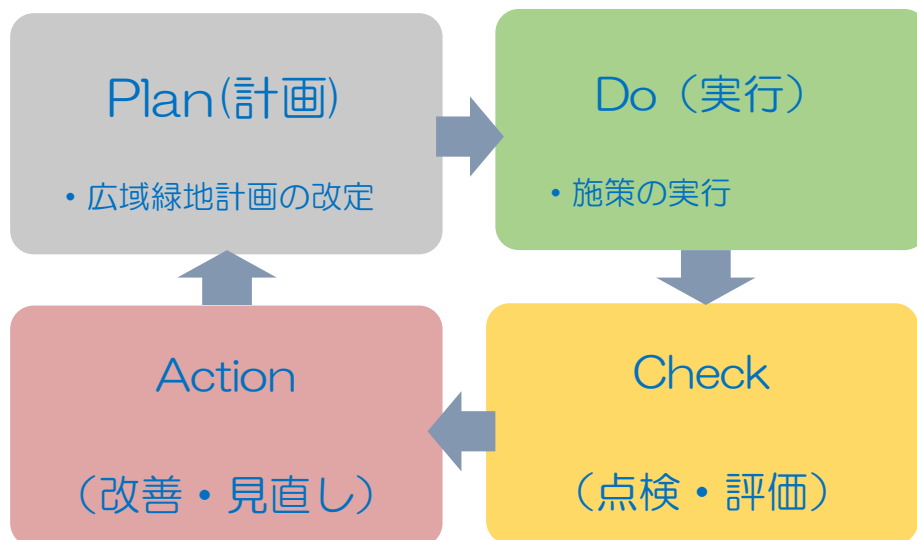 Plan(計画)
・広域緑地計画の改定
Do（実行）
・施策の実行
Action
（改善・見直し）
Check
（点検・評価）